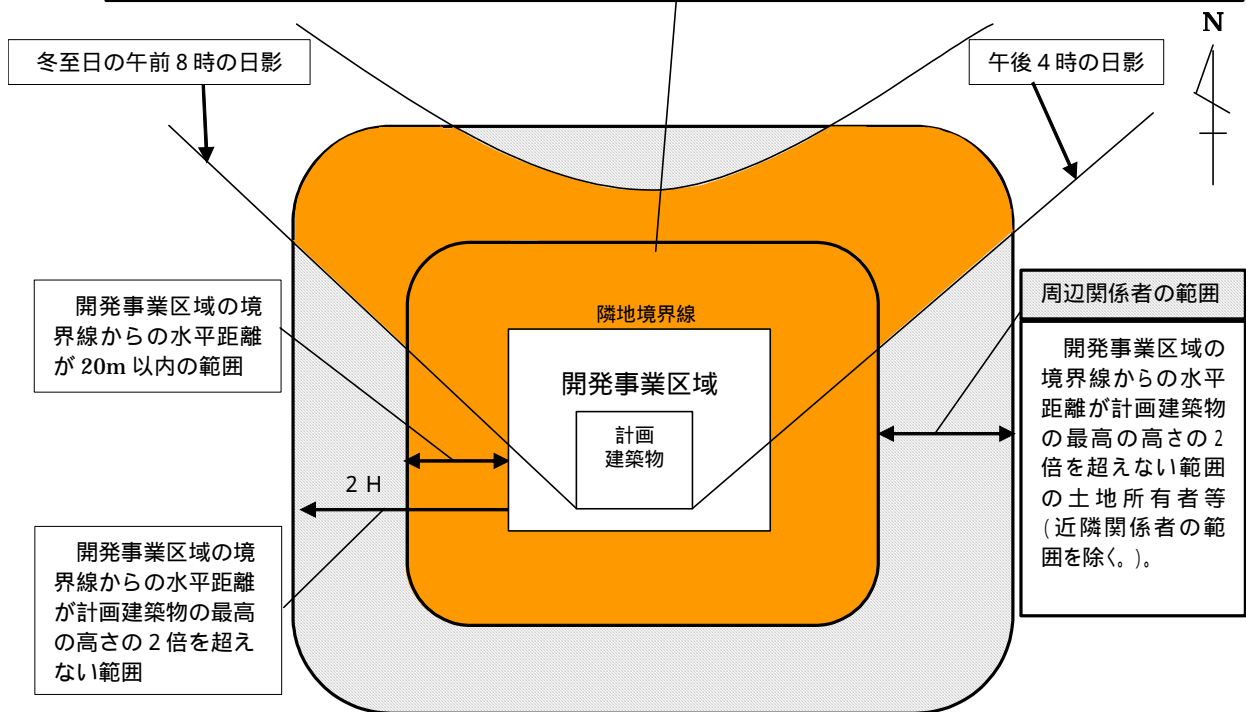 N
冬至日の午前８時の日影
午後４時の日影
開発事業区域の境
界線からの水平距離
が 20m 以内の範囲
隣地境界線
開発事業区域
計画
建築物
２Ｈ
開発事業区域の境
界線からの水平距離
が計画建築物の最高
の高さの２倍を超え
ない範囲
周辺関係者の範囲
開発事業区域の
境界線からの水平
距離が計画建築物
の最高の高さの２
倍を超えない範囲
の土地所有者等
（近隣関係者の範
囲を除く。）。